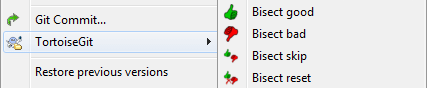 Git Commit...
TortoiseGit
Restore previous versions
Bisect good
Bisect bad
Bisect skip
Bisect reset